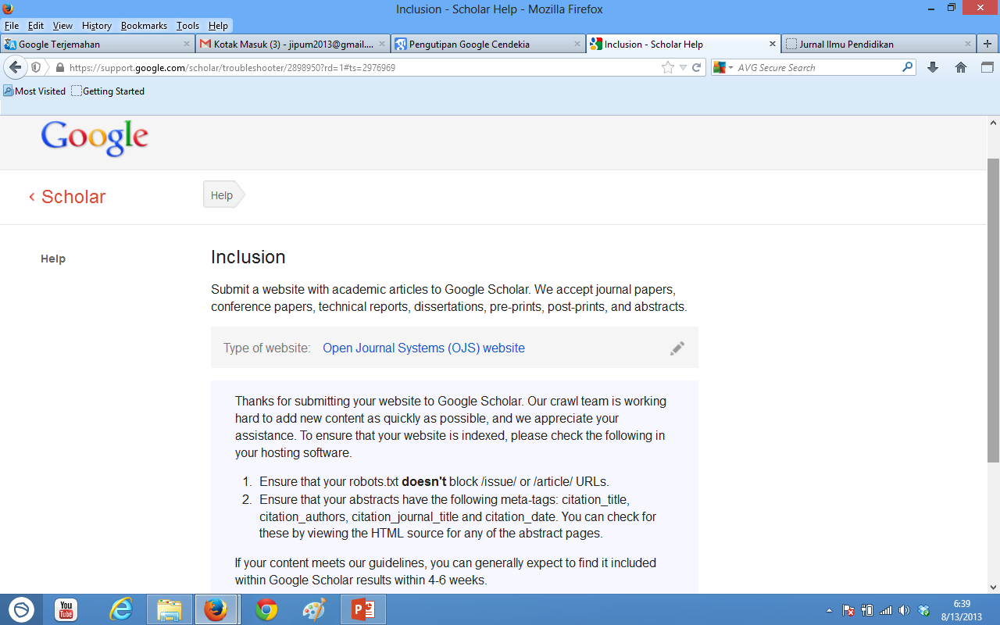 Inclusion - Scholar Help - Mozilla Firefox
File Edit View History Bookmarks Tools Help
Google Terjemahan
Kotak Masuk (3) - jipum2013@gmail....
Pengutipan Google Cendekia
Inclusion - Scholar Help
Jurnal Ilmu Pendidikan
https://support.google.com/scholar/troubleshooter/2898950?rd=1#ts=2976969
AVG Secure Search
Most Visited Getting Started
Google
Scholar
Help
Help
Inclusion
Submit a website with academic articles to Google Scholar. We accept journal papers,
conference papers, technical reports, dissertations, pre-prints, post-prints, and abstracts.
Type of website: Open Journal Systems (OJS) website
Thanks for submitting your website to Google Scholar. Our crawl team is working
hard to add new content as quickly as possible, and we appreciate your
assistance. To ensure that your website is indexed, please check the following in
your hosting software.
1. Ensure that your robots.txt doesn't block /issue/ or /article/ URLs.
2. Ensure that your abstracts have the following meta-tags: citation_title,
citation_authors, citation_journal_title and citation_date. You can check for
these by viewing the HTML source for any of the abstract pages.
If your content meets our guidelines, you can generally expect to find it included
within Google Scholar results within 4-6 weeks.
You
Tube
6:39
8/13/2013